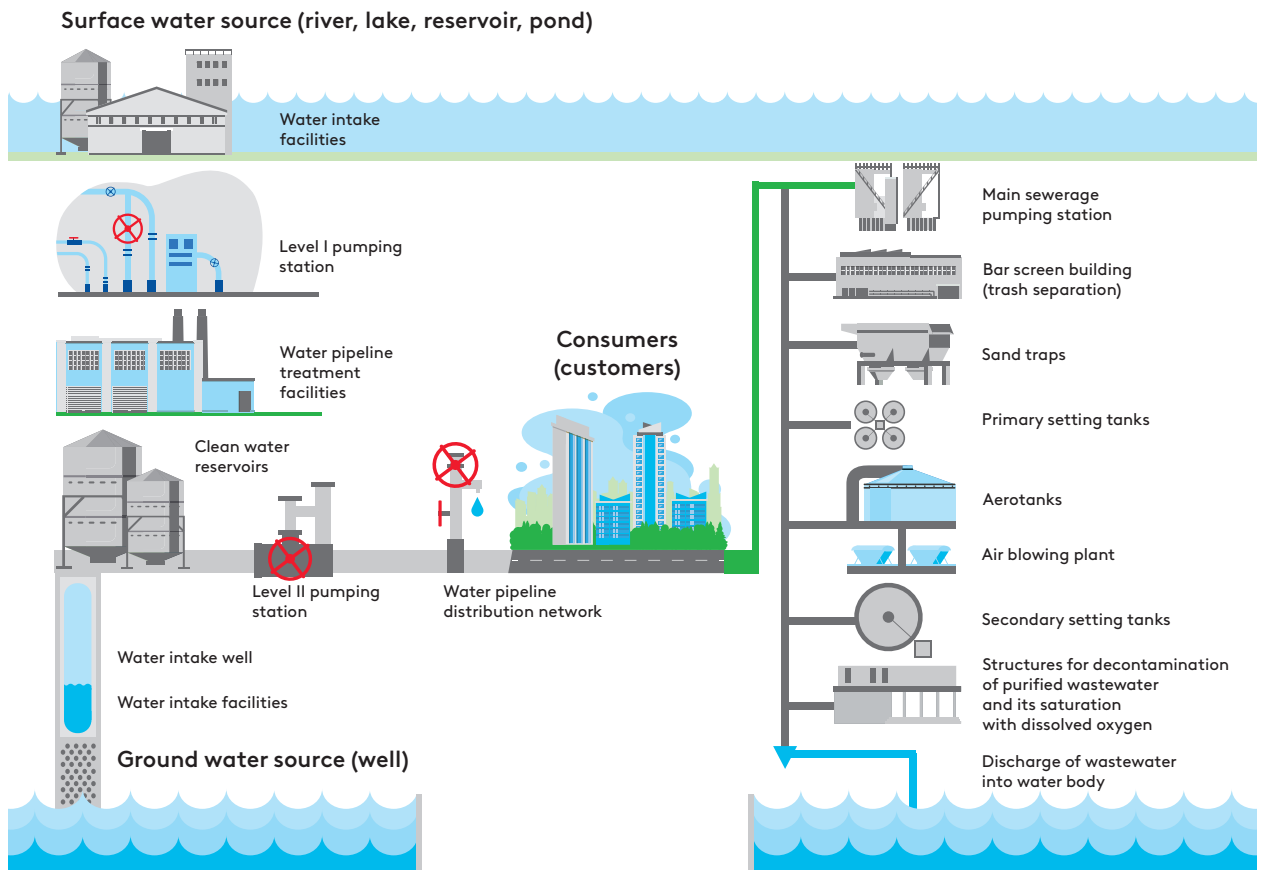 Surface water source (river, lake, reservoir, pond)
Water intake
facilities
Level I pumping
station
Water pipeline
treatment
facilities
Clean water
reservoirs
Level II pumping
station
Water pipeline
distribution network
Consumers
(customers)
Water intake well
Water intake facilities
Ground water source (well)
Main sewerage
pumping station
Bar screen building
(trash separation)
Sand traps
Primary setting tanks
Aerotanks
Air blowing plant
Secondary setting tanks
Structures for decontamination
of purified wastewater
and its saturation
with dissolved oxygen
Discharge of wastewater
into water body